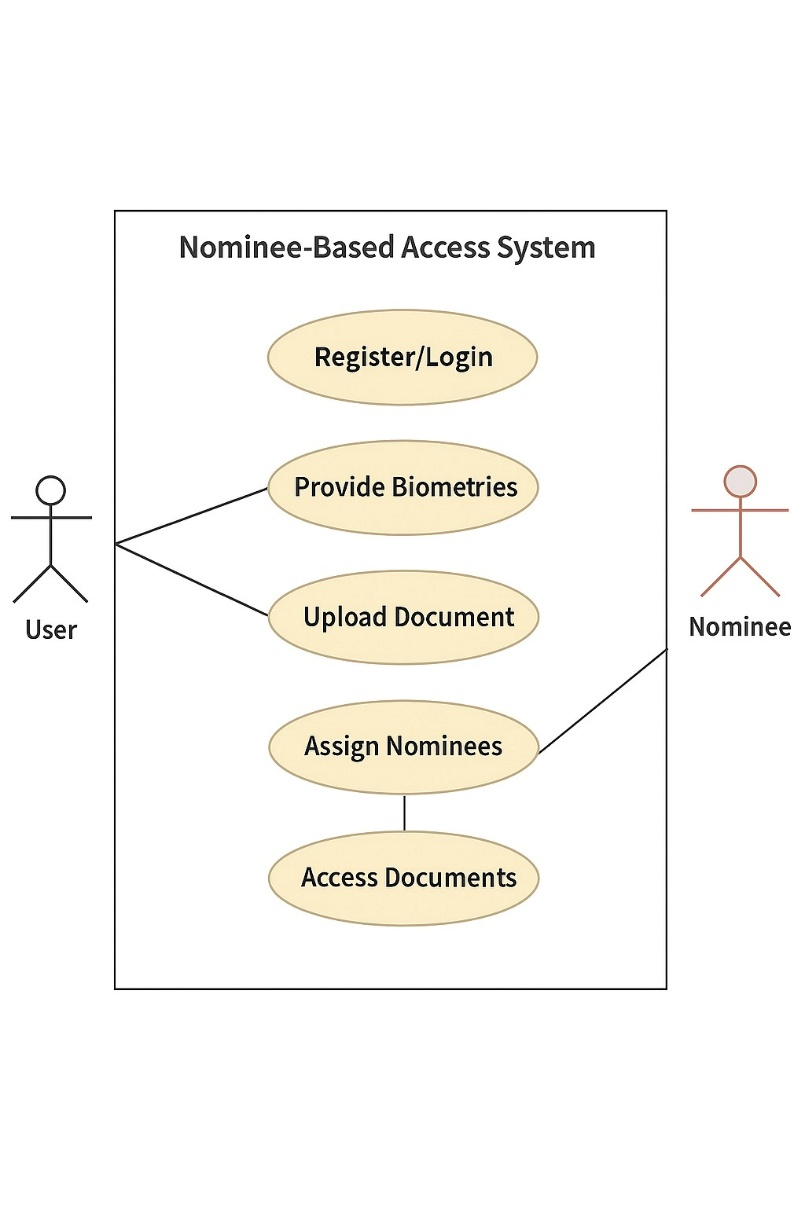 Nominee-Based Access System
Register/Login
Provide Biometries
Upload Document
Assign Nominees
Access Documents
User
Nominee